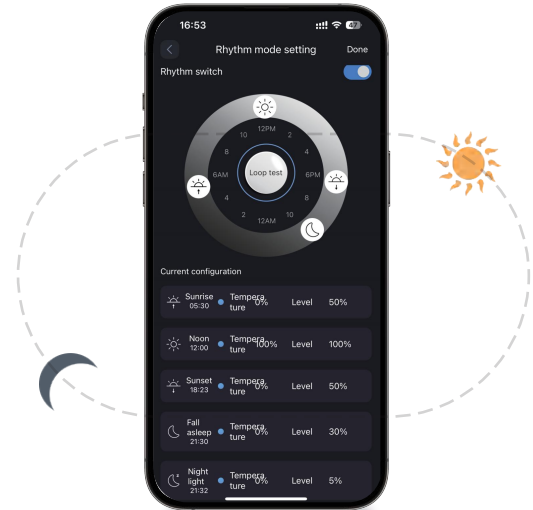 16:53
47
Rhythm mode setting
Done
Rhythm switch
12PM
10
2
8
4
6AM
Loop test
6PM
4
8
2
10
12AM
Current configuration
Sunrise
05:30
Tempera
ture
0%
Level
50%
Noon
12:00
Tempera
ture
100%
Level
100%
Sunset
18:23
Tempera
ture
0%
Level
50%
Fall
asleep
21:30
Tempera
ture
0%
Level
30%
Night
light
21:32
Tempera
ture
0%
Level
5%